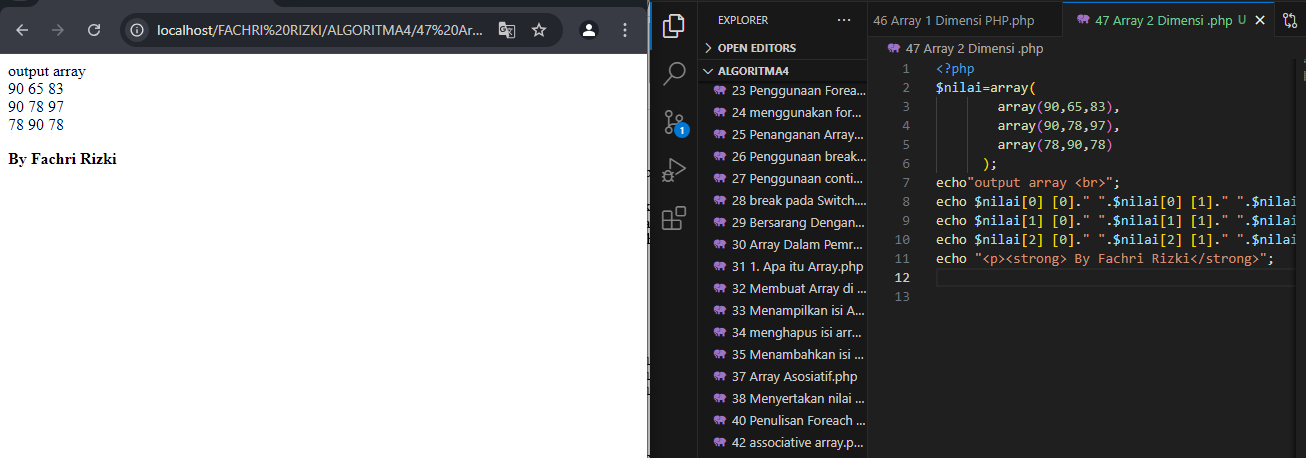 localhost/FACHRI%20RIZKI/ALGORITMA4/47%20Ar...
output array
90 65 83
90 78 97
78 90 78
By Fachri Rizki
1
EXPLORER
OPEN EDITORS
ALGORITMA4
23 Penggunaan Forea...
24 menggunakan for...
25 Penanganan Array...
26 Penggunaan break...
27 Penggunaan conti...
28 break pada Switch....
29 Bersarang Dengan...
30 Array Dalam Pemr...
31 1. Apa itu Array.php
32 Membuat Array di ...
33 Menampilkan isi A...
34 menghapus isi arr...
35 Menambahkan isi ...
37 Array Asosiatif.php
38 Menyertakan nilai ...
40 Penulisan Foreach ...
42 associative array.p...
46 Array 1 Dimensi PHP.php
47 Array 2 Dimensi .php U
47 Array 2 Dimensi .php
1 <?php
2 $nilai=array(
3 array(90,65,83),
4 array(90,78,97),
5 array(78,90,78)
6 );
7 echo"output array <br>";
8 echo $nilai[0] [0]." ".$nilai[0] [1]." ".$nilai
9 echo $nilai[1] [0]." ".$nilai[1] [1]." ".$nilai
10 echo $nilai[2] [0]." ".$nilai[2] [1]." ".$nilai
11 echo "<p><strong> By Fachri Rizki</strong>";
12
13